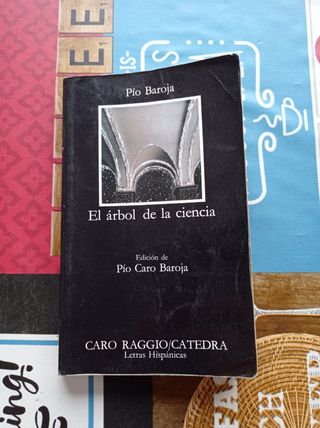 Pío Baroja
El árbol de la ciencia
Edición de
Pío Caro Baroja
CARO RAGGIO/CATEDRA
Letras Hispánicas